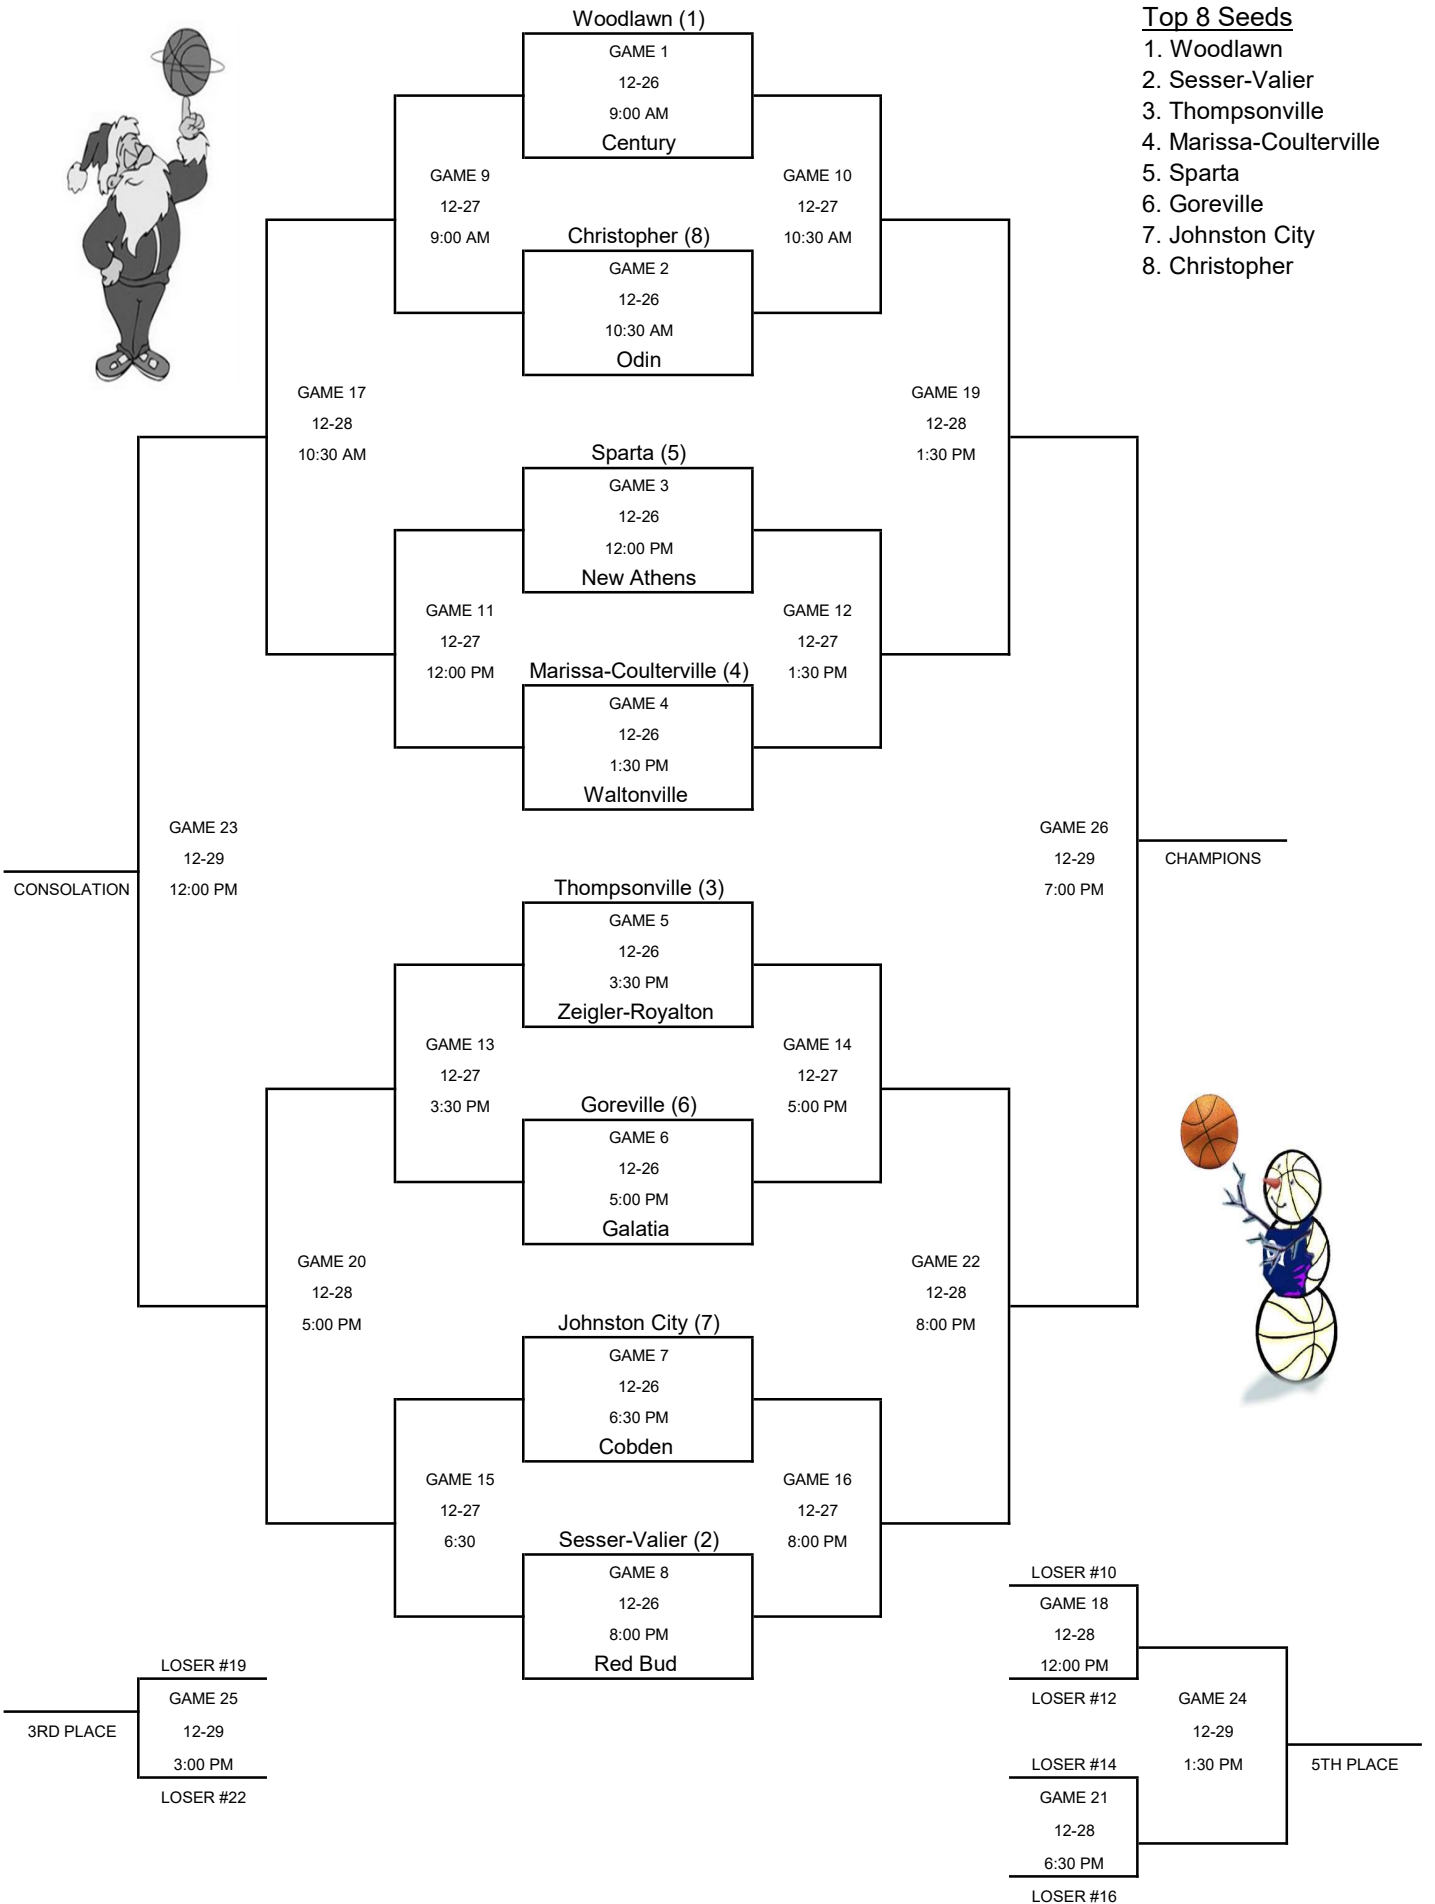 Woodlawn (1)
Top 8 Seeds
1. Woodlawn
2. Sesser-Valier
3. Thompsonville
4. Marissa-Coulterville
5. Sparta
6. Goreville
7. Johnston City
8. Christopher
GAME 1
12-26
9:00 AM
Century
GAME 9
12-27
9:00 AM
GAME 10
12-27
10:30 AM
Christopher (8)
GAME 2
12-26
10:30 AM
Odin
GAME 17
12-28
10:30 AM
GAME 19
12-28
1:30 PM
Sparta (5)
GAME 3
12-26
12:00 PM
New Athens
GAME 11
12-27
12:00 PM
GAME 12
12-27
1:30 PM
Marissa-Coulterville (4)
GAME 4
12-26
1:30 PM
Waltonville
GAME 23
12-29
12:00 PM
CONSOLATION
GAME 26
12-29
7:00 PM
CHAMPIONS
Thompsonville (3)
GAME 5
12-26
3:30 PM
Zeigler-Royalton
GAME 13
12-27
3:30 PM
GAME 14
12-27
5:00 PM
Goreville (6)
GAME 6
12-26
5:00 PM
Galatia
GAME 20
12-28
5:00 PM
GAME 22
12-28
8:00 PM
Johnston City (7)
GAME 7
12-26
6:30 PM
Cobden
GAME 15
12-27
6:30
GAME 16
12-27
8:00 PM
Sesser-Valier (2)
GAME 8
12-26
8:00 PM
Red Bud
LOSER #10
GAME 18
12-28
12:00 PM
LOSER #12
LOSER #19
GAME 25
12-29
3:00 PM
LOSER #22
3RD PLACE
GAME 24
12-29
1:30 PM
5TH PLACE
LOSER #14
GAME 21
12-28
6:30 PM
LOSER #16